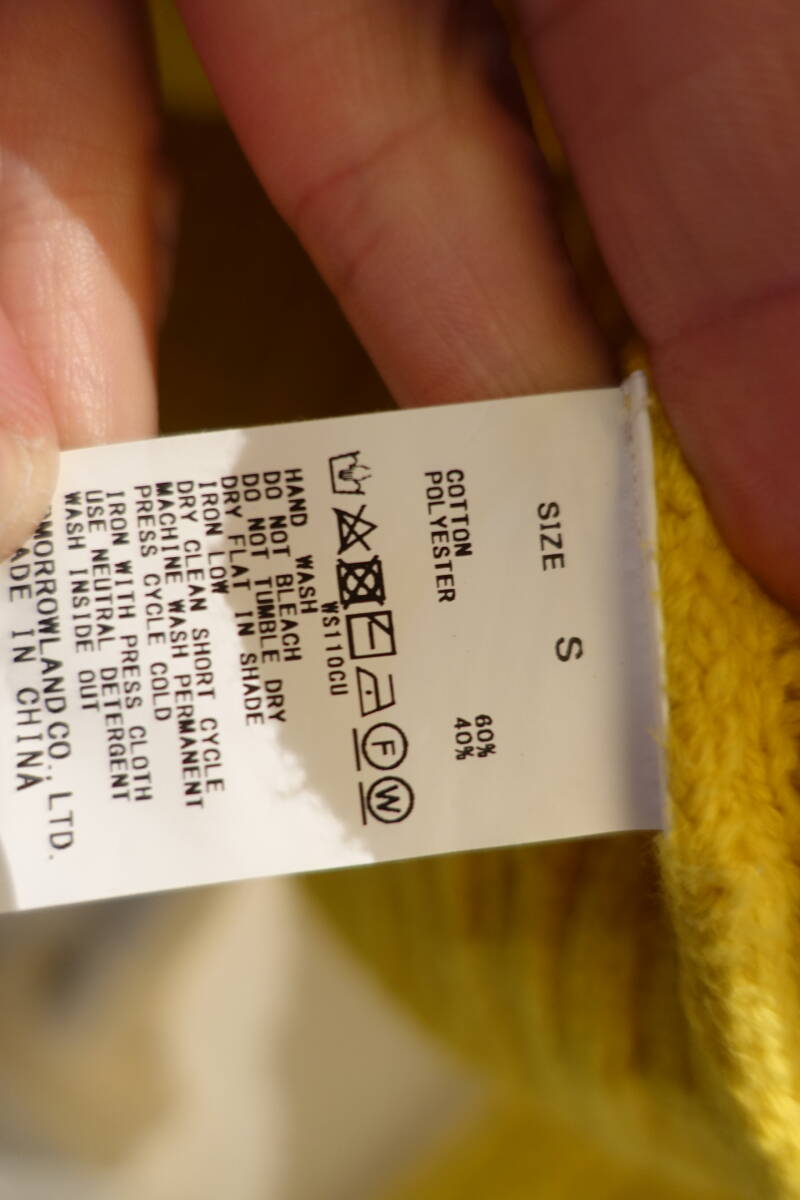 SIZE S
COTTON 60%
POLYESTER 40%
F W
WS110CU
HAND WASH
DO NOT BLEACH
DO NOT TUMBLE DRY
DRY FLAT IN SHADE
IRON LOW
DRY CLEAN SHORT CYCLE
MACHINE WASH PERMANENT
PRESS CYCLE COLD
IRON WITH PRESS CLOTH
USE NEUTRAL DETERGENT
WASH INSIDE OUT
OMORROWLAND CO., LTD.
ADE IN CHINA